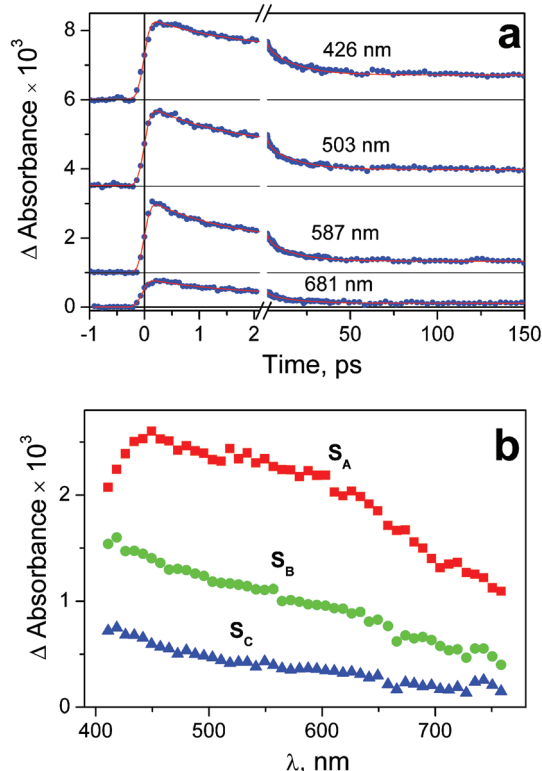 a
8
6
4
2
0
Δ Absorbance × 10³
426 nm
503 nm
587 nm
681 nm
-1 0 1 2 50 100 150
Time, ps
b
2
1
0
Δ Absorbance × 10³
S_A
S_B
S_C
400 500 600 700
λ, nm